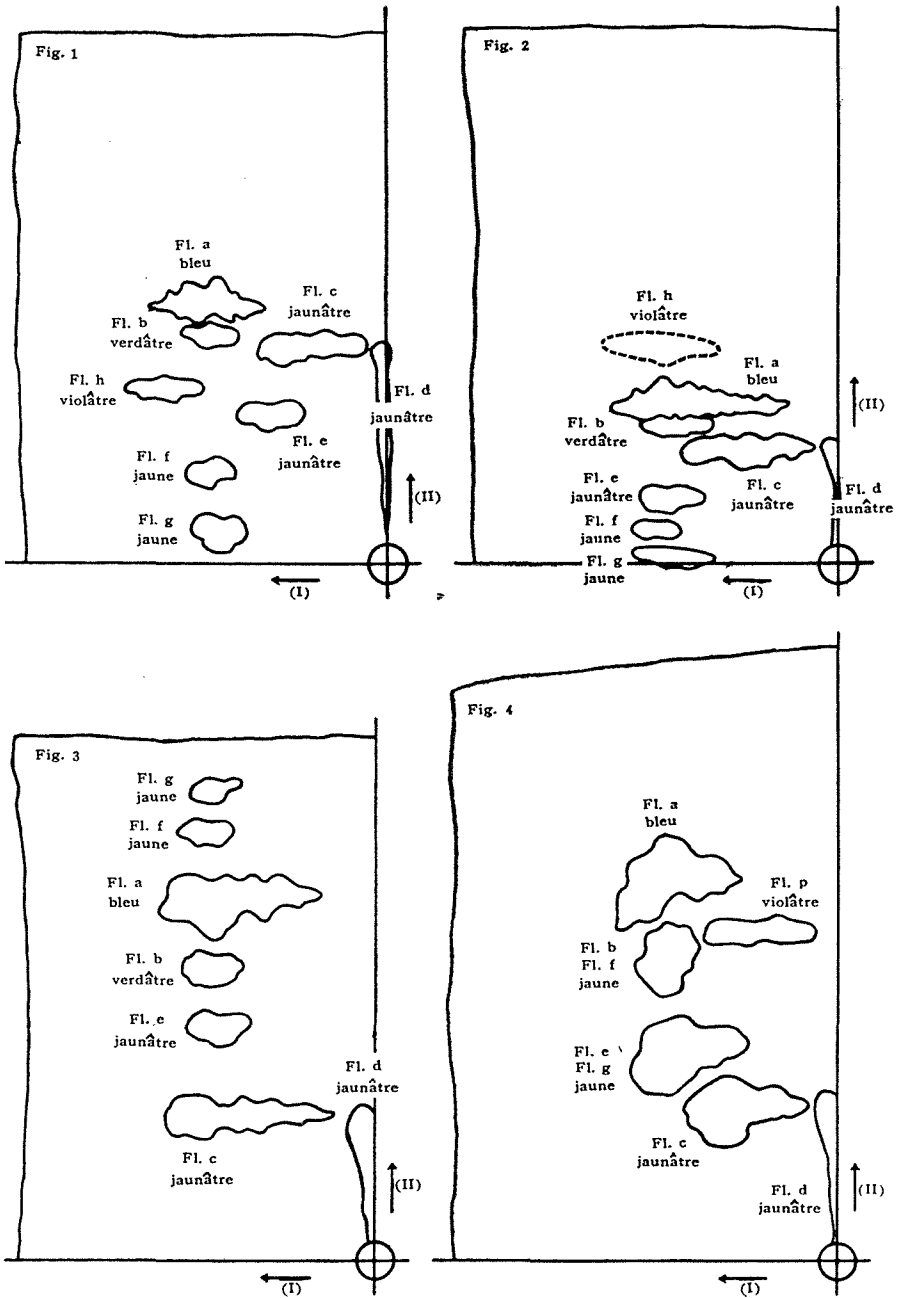 Fig. 1
Fl. a
bleu
Fl. c
jaunâtre
Fl. b
verdâtre
Fl. h
violâtre
Fl. d
jaunâtre
Fl. e
jaunâtre
Fl. f
jaune
Fl. g
jaune
(II)
(I)
Fig. 2
Fl. h
violâtre
Fl. a
bleu
(II)
Fl. b
verdâtre
Fl. e
jaunâtre
Fl. c
jaunâtre
Fl. d
jaunâtre
Fl. f
jaune
Fl. g
jaune
(I)
Fig. 3
Fl. g
jaune
Fl. f
jaune
Fl. a
bleu
Fl. b
verdâtre
Fl. e
jaunâtre
Fl. d
jaunâtre
Fl. c
jaunâtre
(II)
(I)
Fig. 4
Fl. a
bleu
Fl. p
violâtre
Fl. b
Fl. f
jaune
Fl. e
Fl. g
jaune
Fl. c
jaunâtre
Fl. d
jaunâtre
(II)
(I)